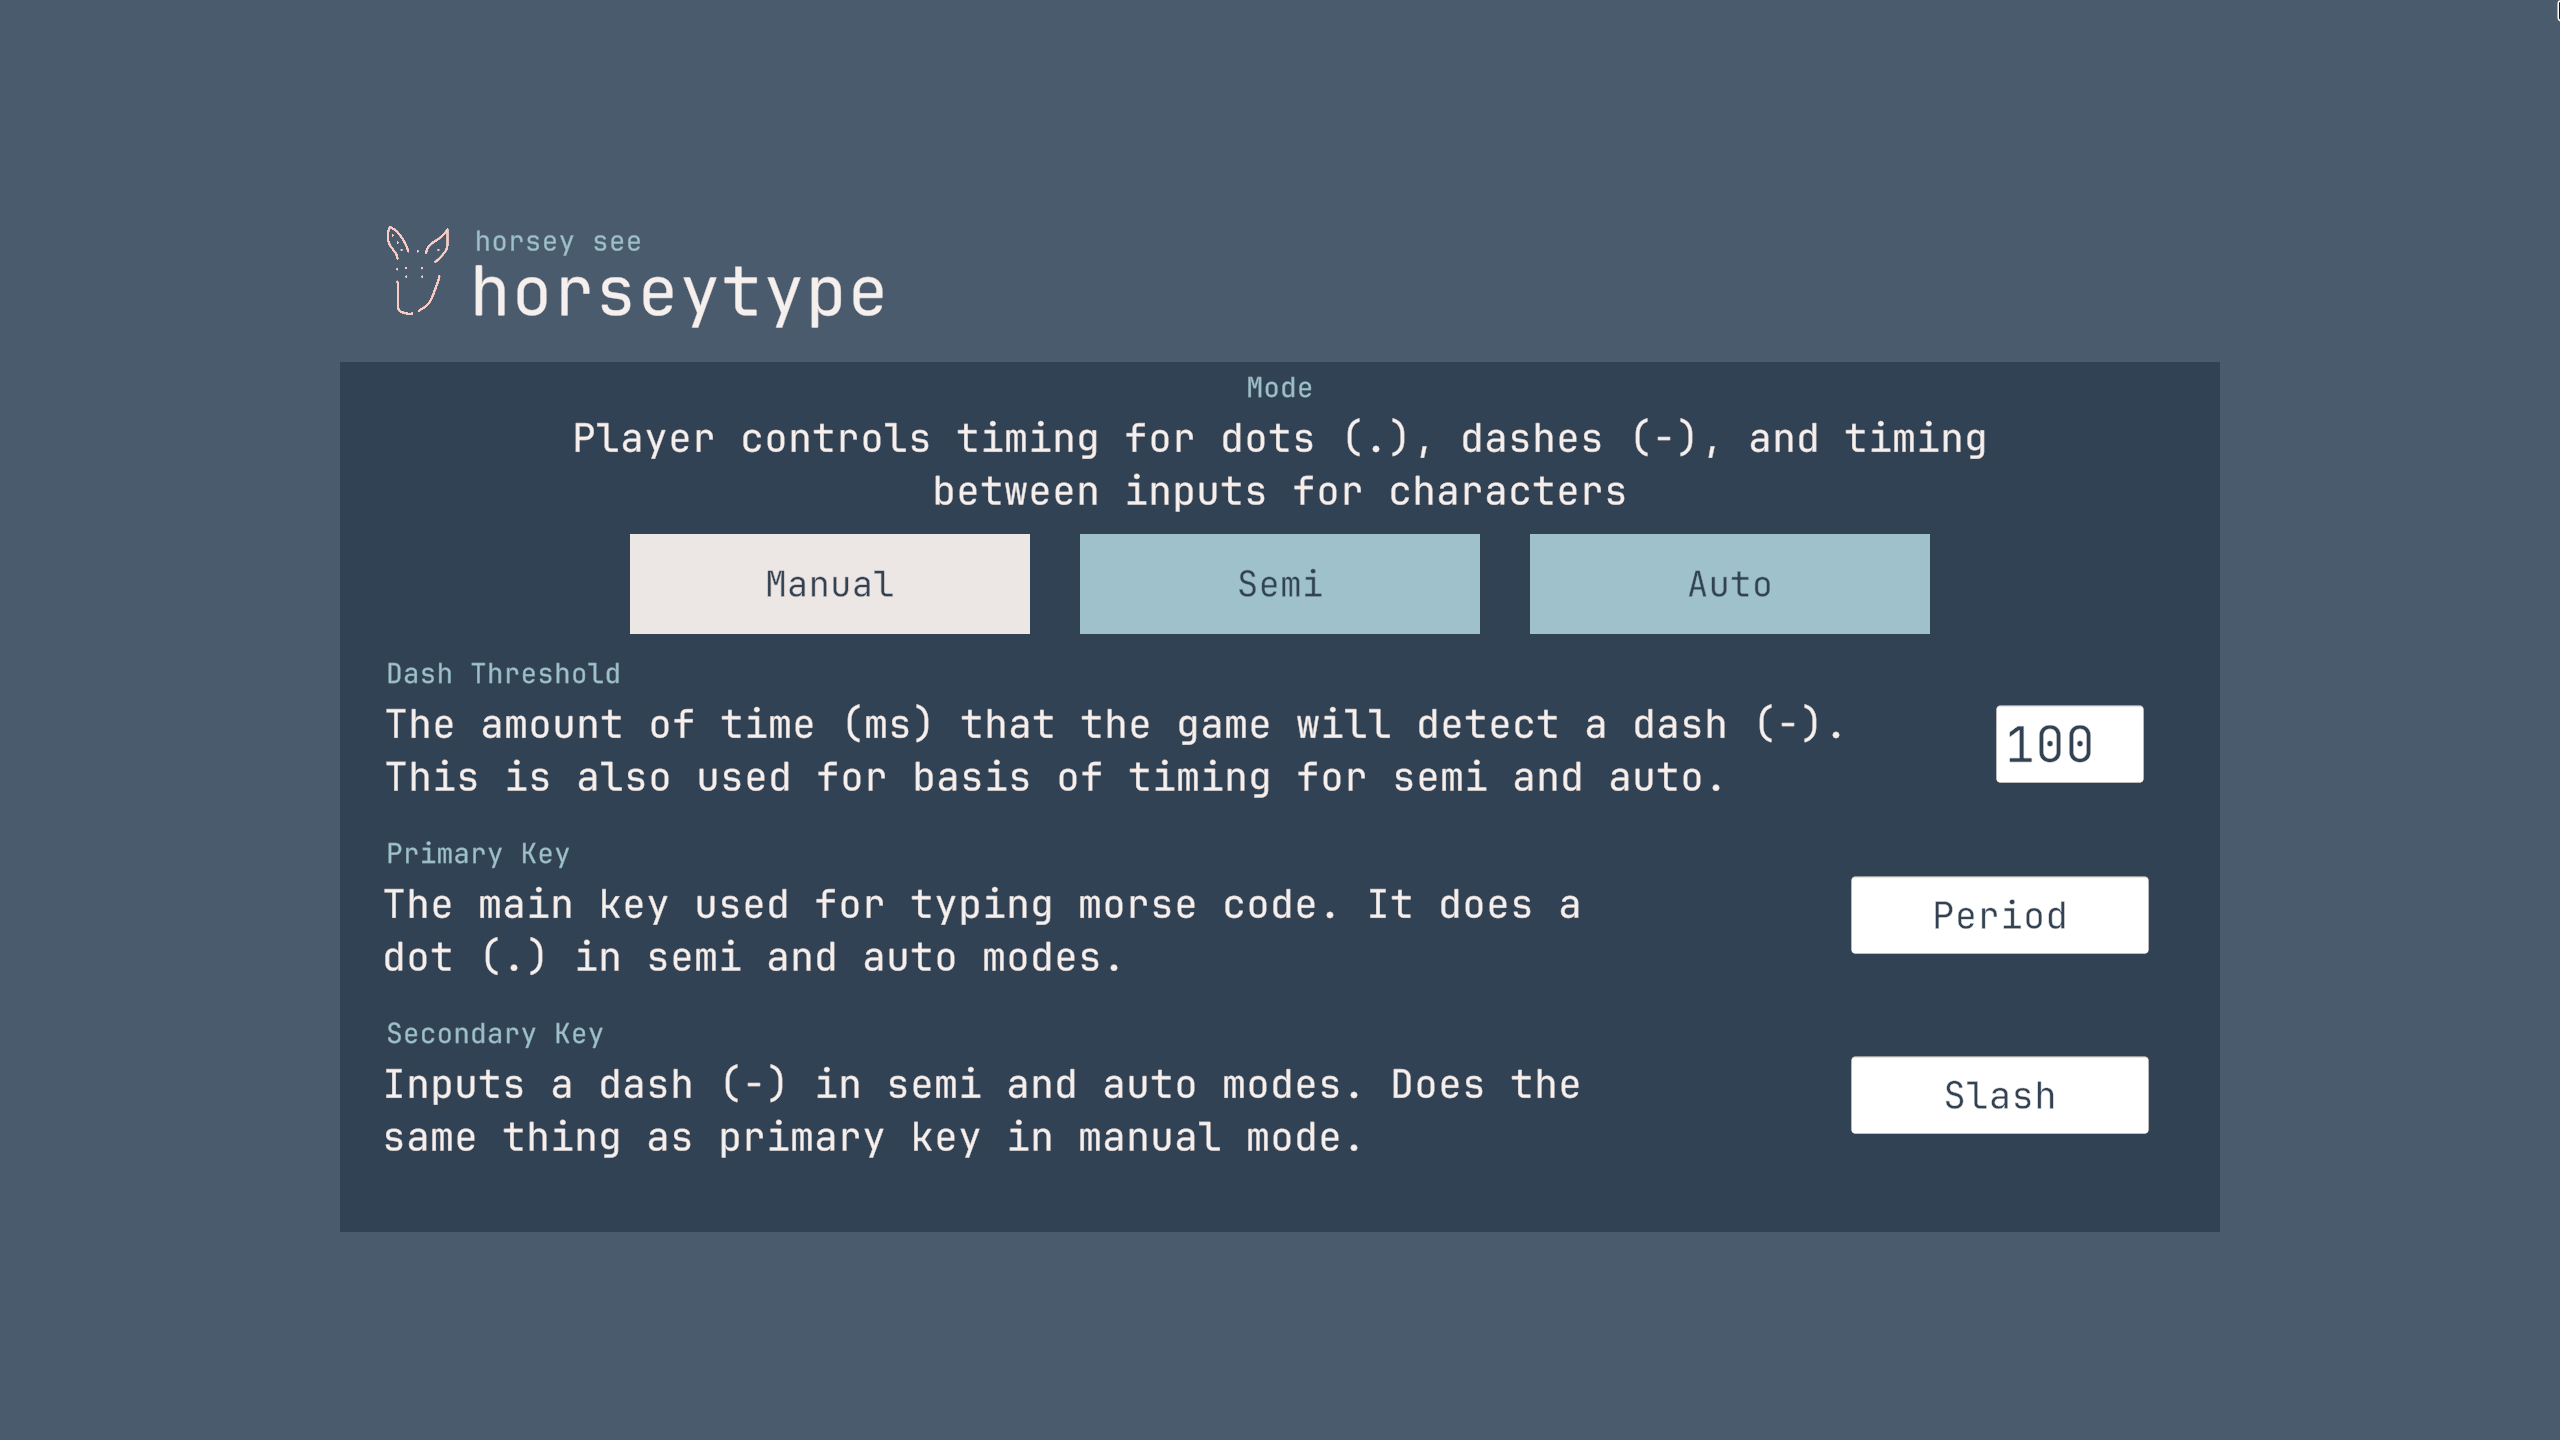 horsey see
horseytype
Mode
Player controls timing for dots (.), dashes (-), and timing
between inputs for characters
Manual
Semi
Auto
Dash Threshold
The amount of time (ms) that the game will detect a dash (-).
This is also used for basis of timing for semi and auto.
100
Primary Key
The main key used for typing morse code. It does a
dot (.) in semi and auto modes.
Period
Secondary Key
Inputs a dash (-) in semi and auto modes. Does the
same thing as primary key in manual mode.
Slash